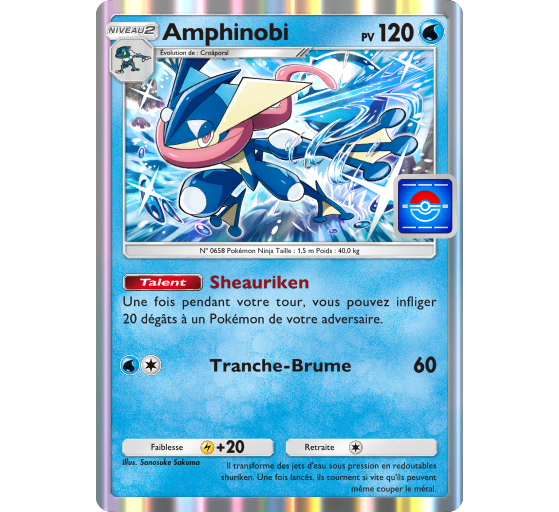 NIVEAU 2
Amphinobi
PV 120
Évolution de : Croâporal
N° 0658 Pokémon Ninja Taille : 1,5 m Poids : 40,0 kg
Talent Sheauriken
Une fois pendant votre tour, vous pouvez infliger
20 dégâts à un Pokémon de votre adversaire.
Tranche-Brume 60
Faiblesse +20 Retraite
Illus. Sanosuke Sakuma
Il transforme des jets d'eau sous pression en redoutables
shuriken. Une fois lancés, ils tournent si vite qu'ils peuvent
même couper le métal.